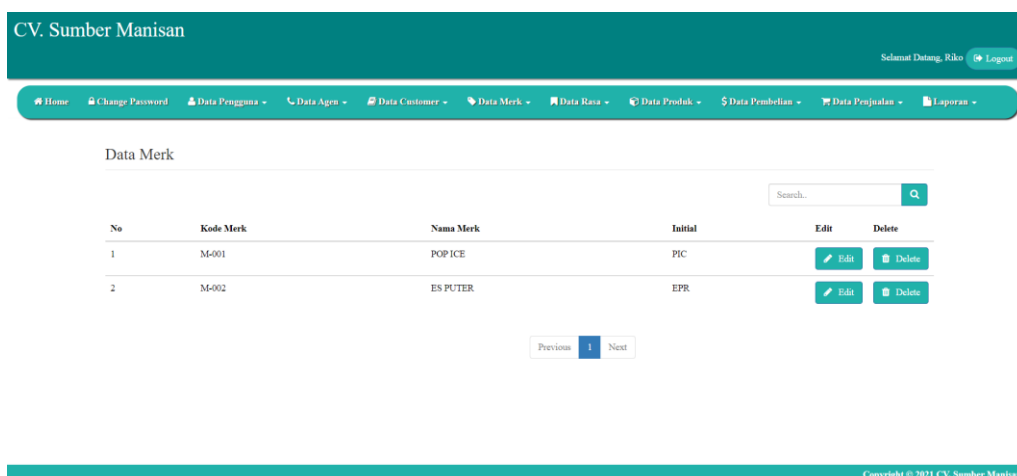 CV. Sumber Manisan
Selamat Datang, Riko Logout
Home Change Password Data Pengguna Data Agen Data Customer Data Merk Data Rasa Data Produk Data Pembelian Data Penjualan Laporan
Data Merk
Search..
No Kode Merk Nama Merk Initial Edit Delete
1 M-001 POP ICE PIC Edit Delete
2 M-002 ES PUTER EPR Edit Delete
Previous 1 Next
Copyright © 2021 CV. Sumber Manisa